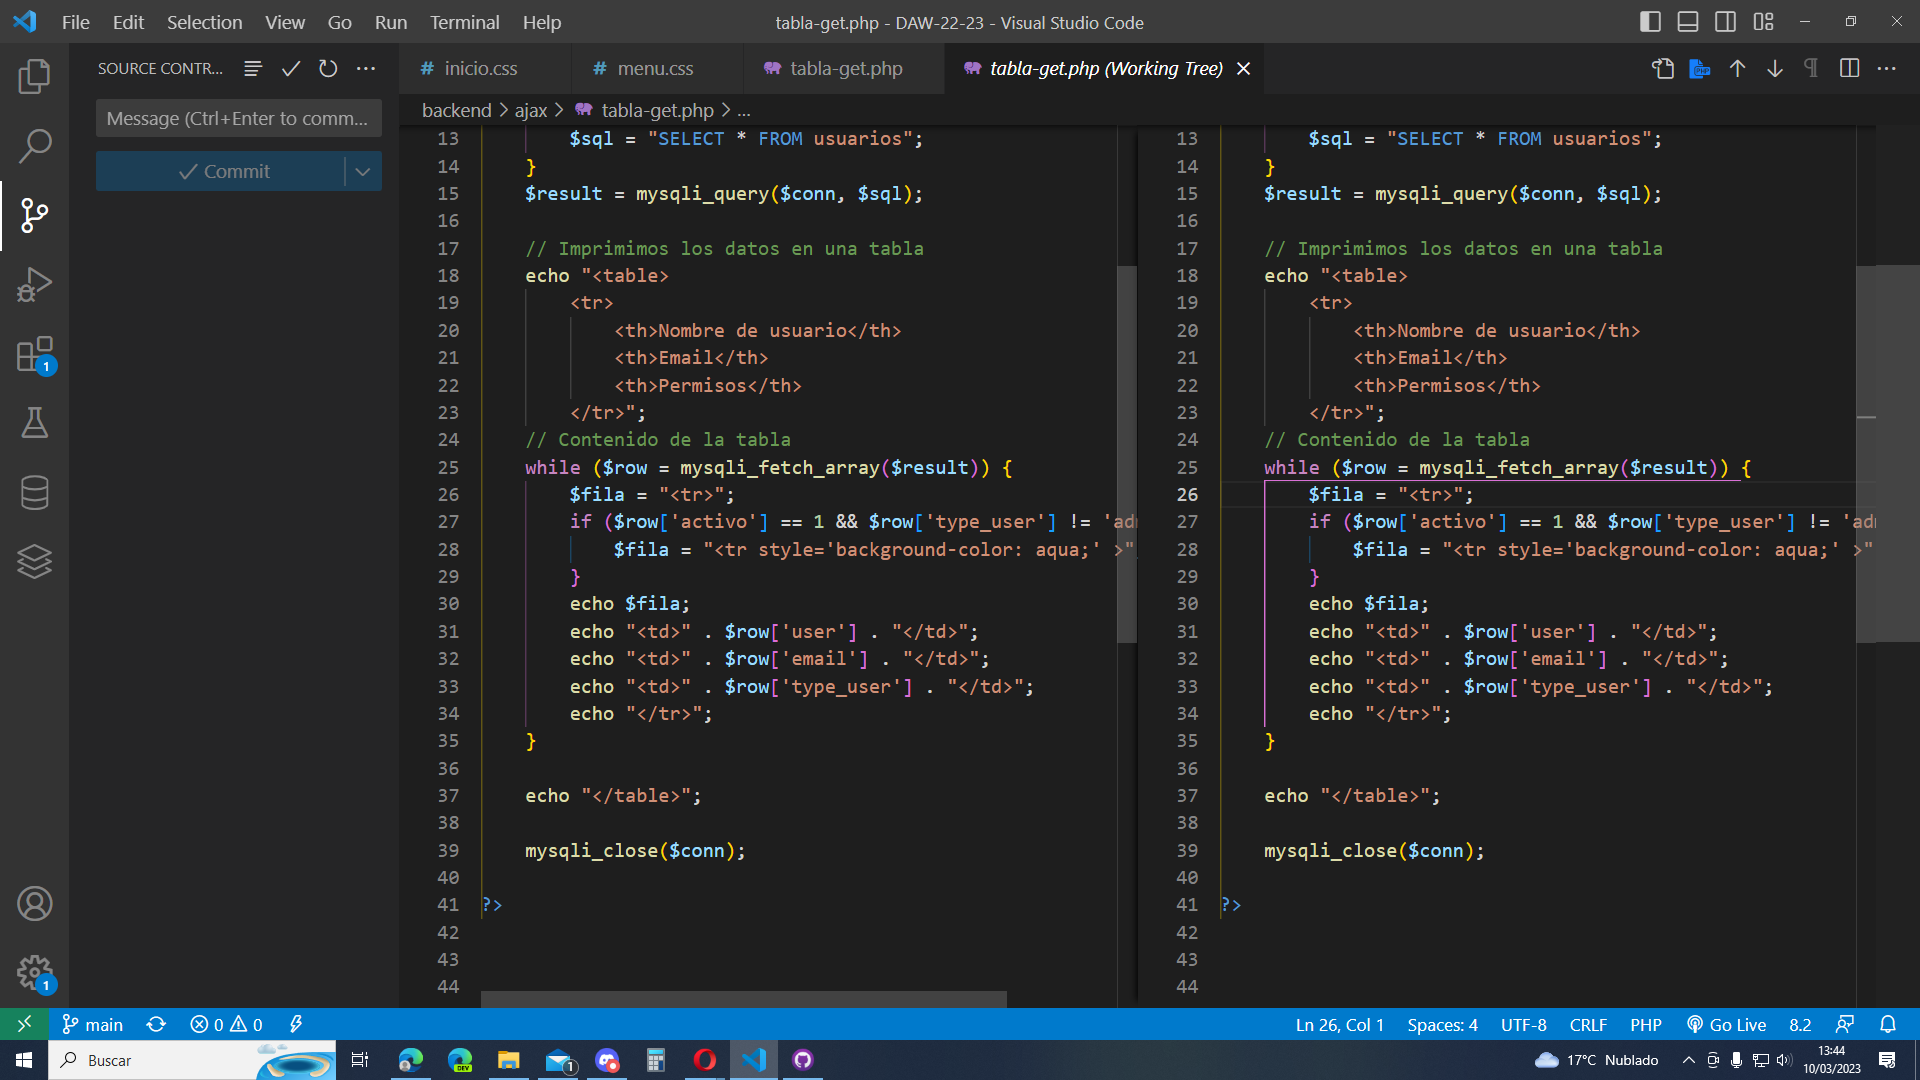 File Edit Selection View Go Run Terminal Help
tabla-get.php - DAW-22-23 - Visual Studio Code
SOURCE CONTR...
# inicio.css
# menu.css
tabla-get.php
tabla-get.php (Working Tree)
backend > ajax > tabla-get.php > ...
Message (Ctrl+Enter to comm...
Commit
1
1
13 $sql = "SELECT * FROM usuarios";
14 }
15 $result = mysqli_query($conn, $sql);
16
17 // Imprimimos los datos en una tabla
18 echo "<table>
19 <tr>
20 <th>Nombre de usuario</th>
21 <th>Email</th>
22 <th>Permisos</th>
23 </tr>";
24 // Contenido de la tabla
25 while ($row = mysqli_fetch_array($result)) {
26 $fila = "<tr>";
27 if ($row['activo'] == 1 && $row['type_user'] != 'adm
28 $fila = "<tr style='background-color: aqua;' >"
29 }
30 echo $fila;
31 echo "<td>" . $row['user'] . "</td>";
32 echo "<td>" . $row['email'] . "</td>";
33 echo "<td>" . $row['type_user'] . "</td>";
34 echo "</tr>";
35 }
36
37 echo "</table>";
38
39 mysqli_close($conn);
40
41 ?>
42
43
44
13 $sql = "SELECT * FROM usuarios";
14 }
15 $result = mysqli_query($conn, $sql);
16
17 // Imprimimos los datos en una tabla
18 echo "<table>
19 <tr>
20 <th>Nombre de usuario</th>
21 <th>Email</th>
22 <th>Permisos</th>
23 </tr>";
24 // Contenido de la tabla
25 while ($row = mysqli_fetch_array($result)) {
26 $fila = "<tr>";
27 if ($row['activo'] == 1 && $row['type_user'] != 'adm
28 $fila = "<tr style='background-color: aqua;' >"
29 }
30 echo $fila;
31 echo "<td>" . $row['user'] . "</td>";
32 echo "<td>" . $row['email'] . "</td>";
33 echo "<td>" . $row['type_user'] . "</td>";
34 echo "</tr>";
35 }
36
37 echo "</table>";
38
39 mysqli_close($conn);
40
41 ?>
42
43
44
main 0 0 Ln 26, Col 1 Spaces: 4 UTF-8 CRLF PHP Go Live 8.2
Buscar
DEV
1
17°C Nublado
13:44
10/03/2023